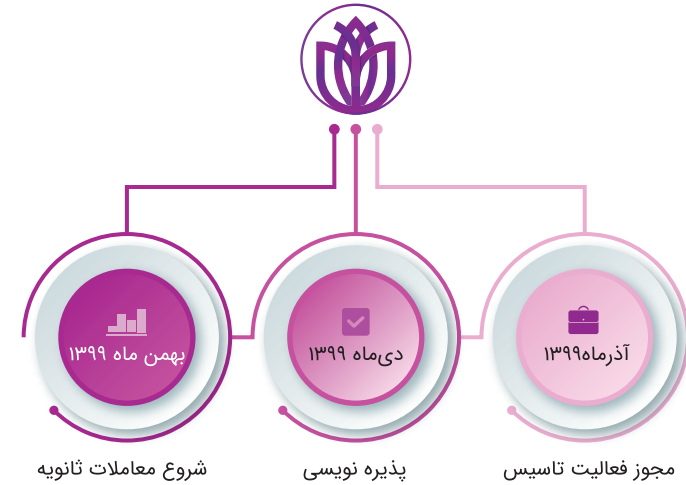 آذرماه۱۳۹۹
مجوز فعالیت تاسیس
دی‌ماه ۱۳۹۹
پذیره نویسی
بهمن ماه ۱۳۹۹
شروع معاملات ثانویه